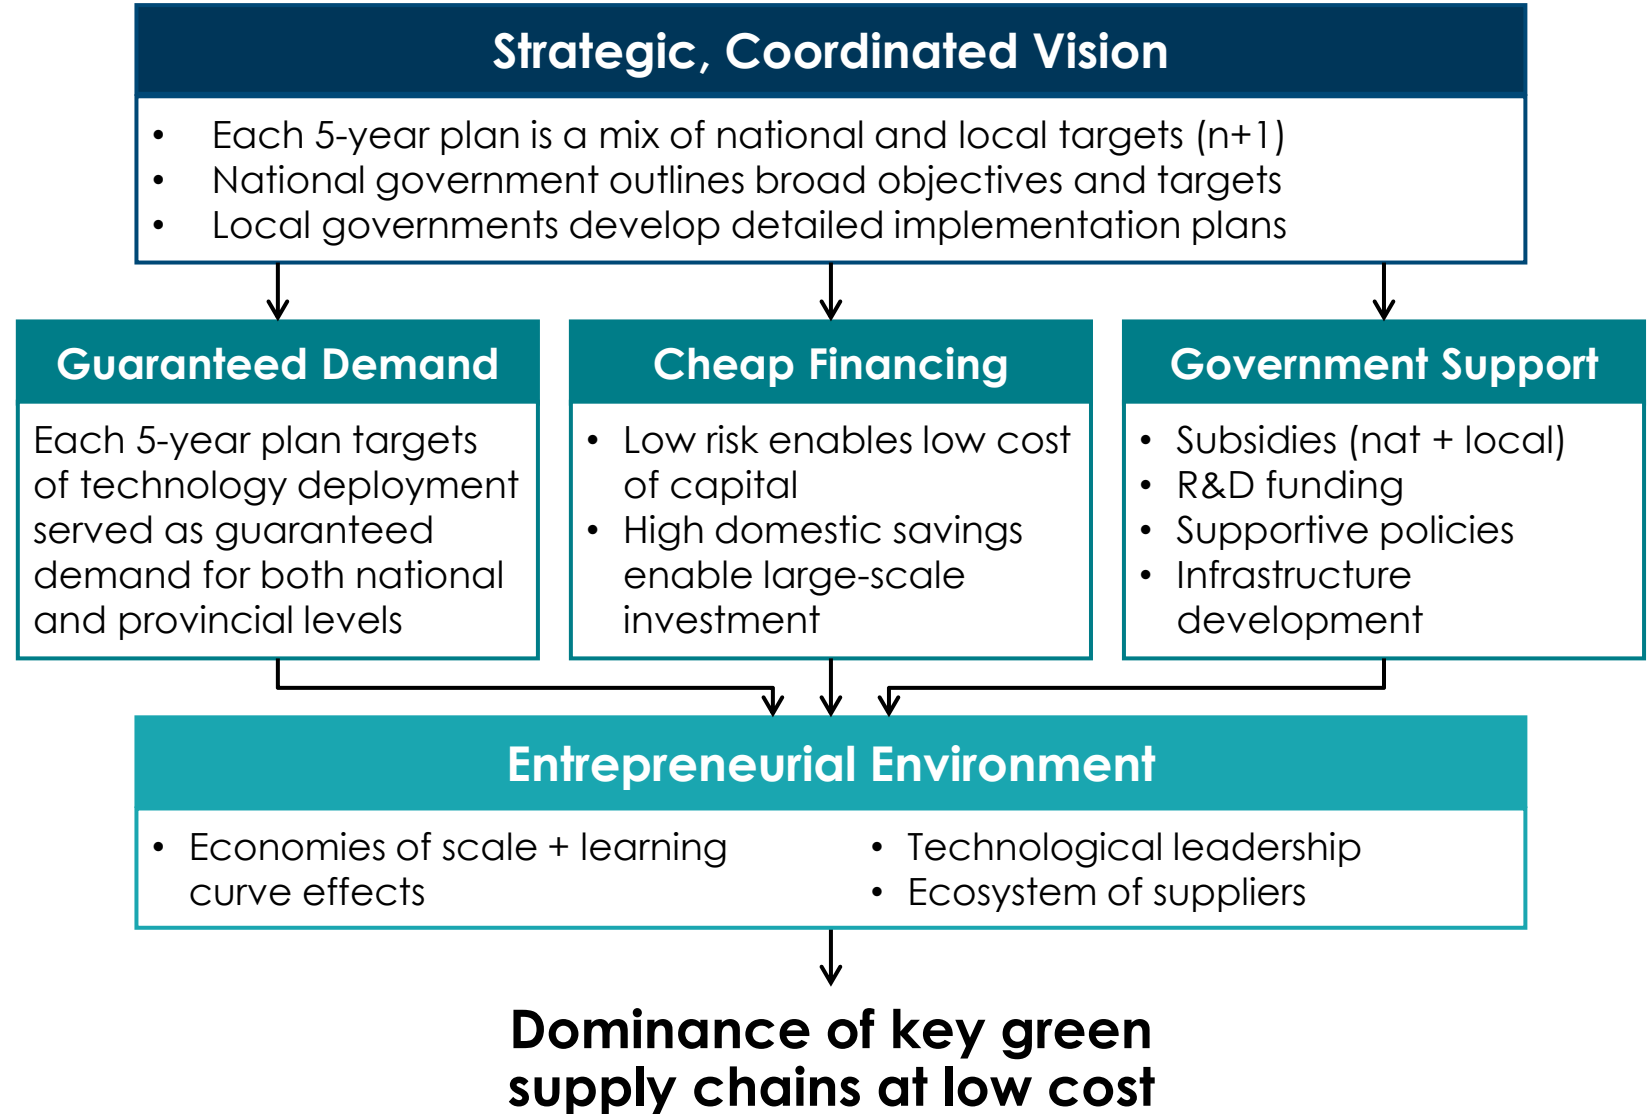 Strategic, Coordinated Vision
• Each 5-year plan is a mix of national and local targets (n+1)
• National government outlines broad objectives and targets
• Local governments develop detailed implementation plans
Guaranteed Demand
Each 5-year plan targets
of technology deployment
served as guaranteed
demand for both national
and provincial levels
Cheap Financing
• Low risk enables low cost
of capital
• High domestic savings
enable large-scale
investment
Government Support
• Subsidies (nat + local)
• R&D funding
• Supportive policies
• Infrastructure
development
Entrepreneurial Environment
• Economies of scale + learning
curve effects
• Technological leadership
• Ecosystem of suppliers
Dominance of key green
supply chains at low cost